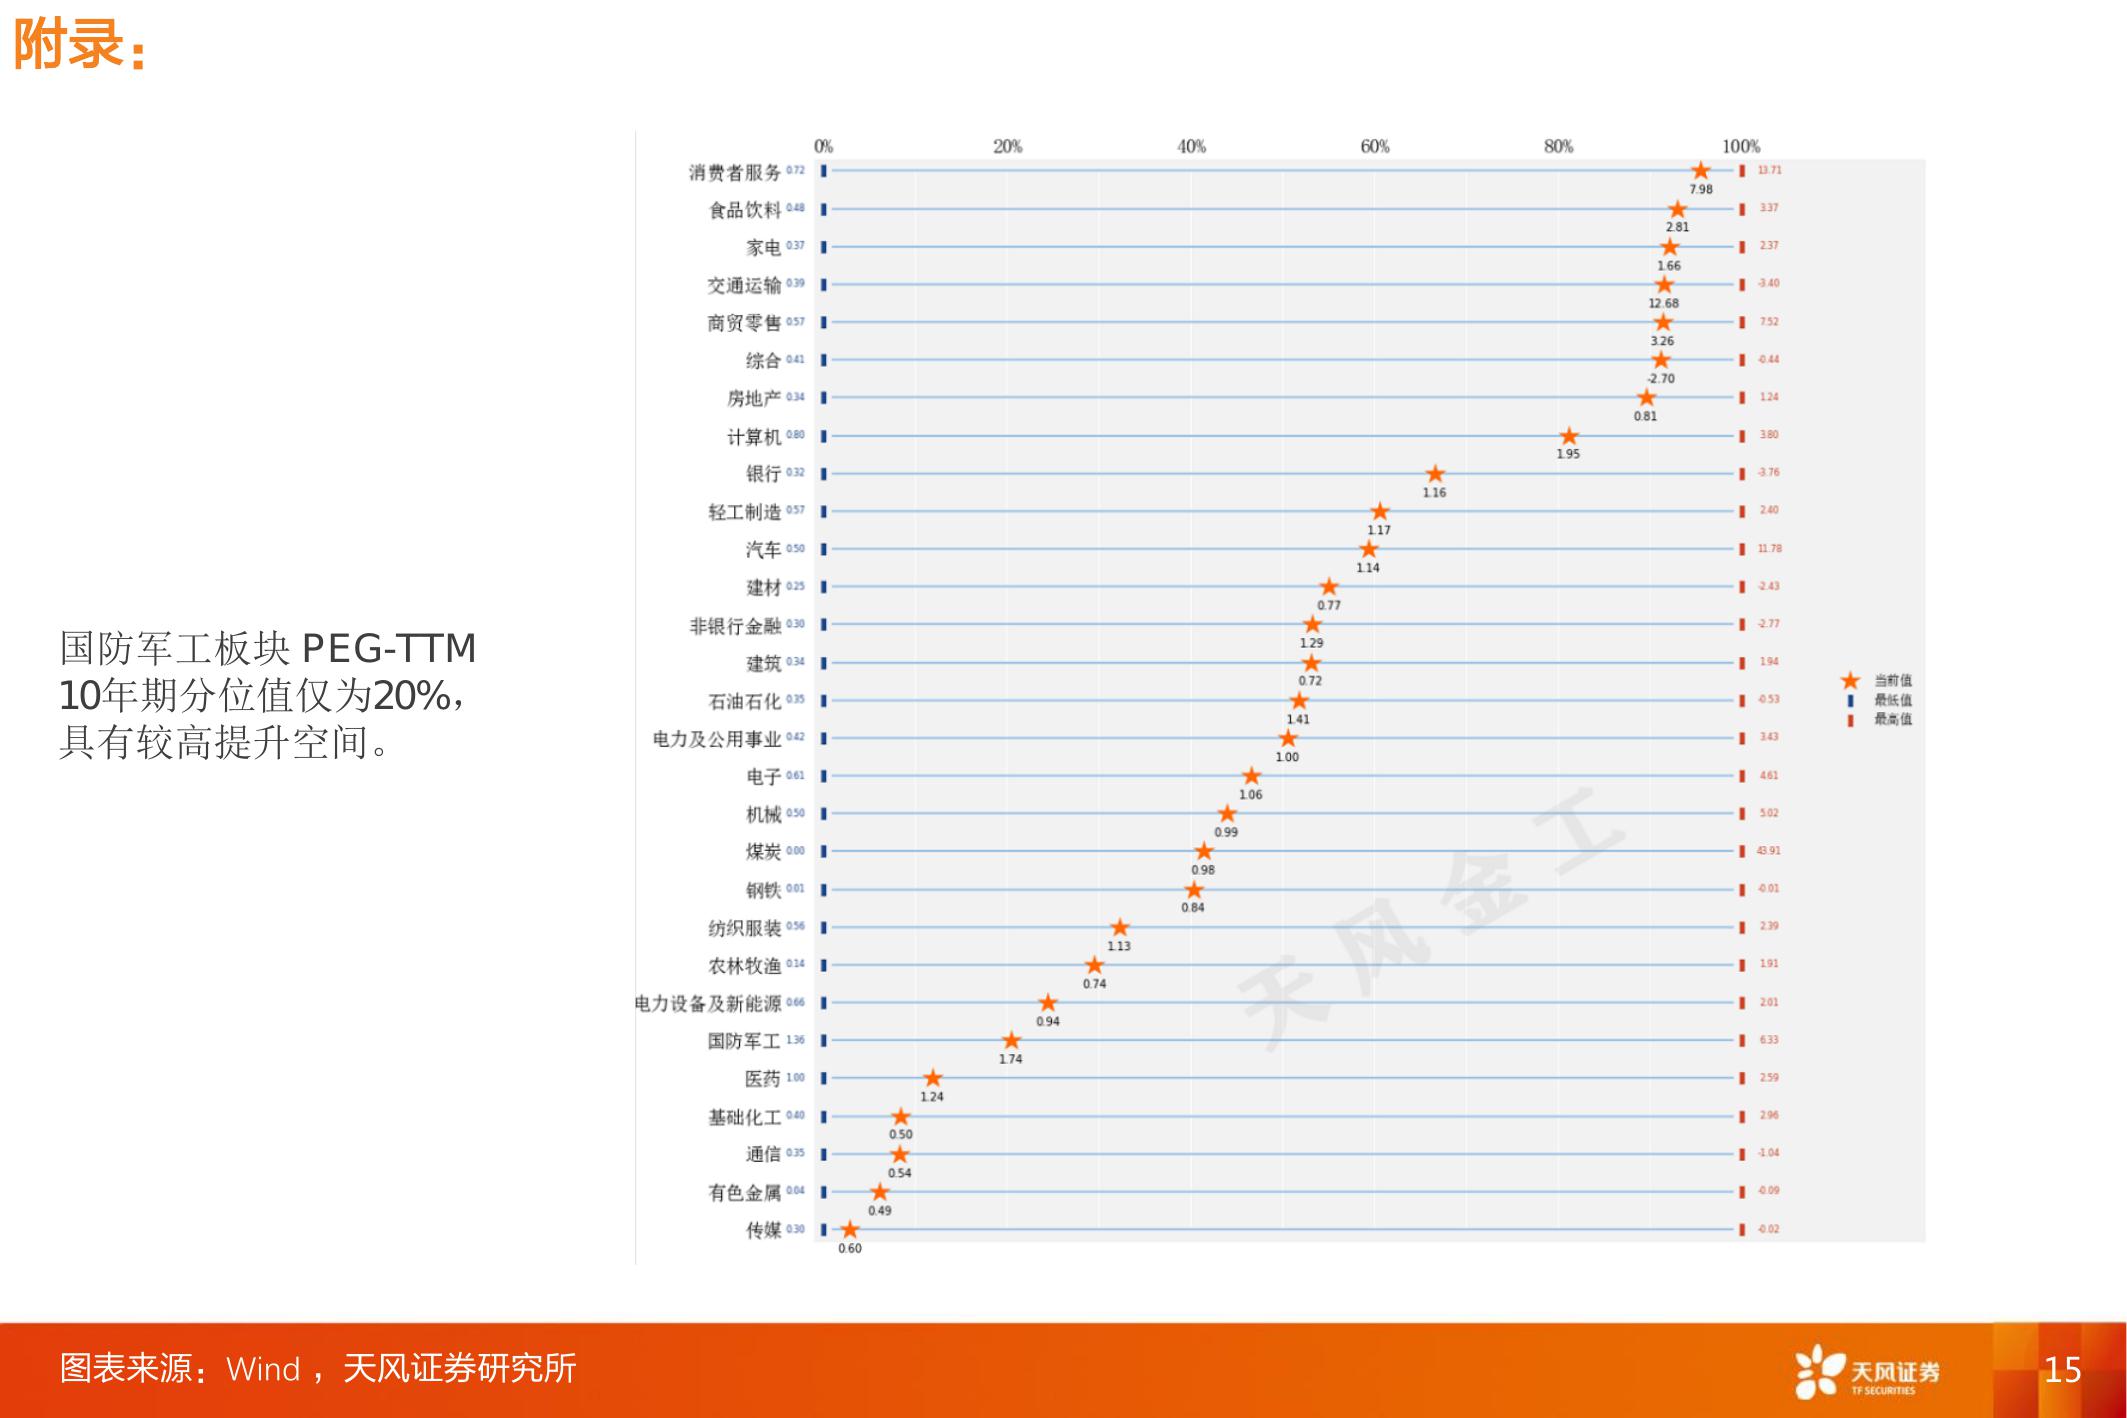 附录：
0% 20% 40% 60% 80% 100%
消费者服务 0.72 13.71
7.98
食品饮料 0.48 3.37
2.81
家电 0.37 2.37
1.66
交通运输 0.39 -3.40
12.68
商贸零售 0.57 7.52
3.26
综合 0.41 -0.44
-2.70
房地产 0.34 1.24
0.81
计算机 0.80 3.80
1.95
银行 0.32 -3.76
1.16
轻工制造 0.57 2.40
1.17
汽车 0.50 11.78
1.14
建材 0.25 -2.43
0.77
非银行金融 0.30 -2.77
1.29
建筑 0.34 1.94
0.72
石油石化 0.35 -0.53
1.41
电力及公用事业 0.42 3.43
1.00
电子 0.61 4.61
1.06
机械 0.50 5.02
0.99
煤炭 0.00 43.91
0.98
钢铁 0.01 -0.01
0.84
纺织服装 0.56 2.39
1.13
农林牧渔 0.14 1.91
0.74
电力设备及新能源 0.66 2.01
0.94
国防军工 1.36 6.33
1.74
医药 1.00 2.59
1.24
基础化工 0.40 2.96
0.50
通信 0.35 -1.04
0.54
有色金属 0.04 -0.09
0.49
传媒 0.30 -0.02
0.60
当前值
最低值
最高值
天风金工
国防军工板块 PEG-TTM
10年期分位值仅为20%，
具有较高提升空间。
图表来源：Wind ，天风证券研究所
天风证券
TF SECURITIES
15